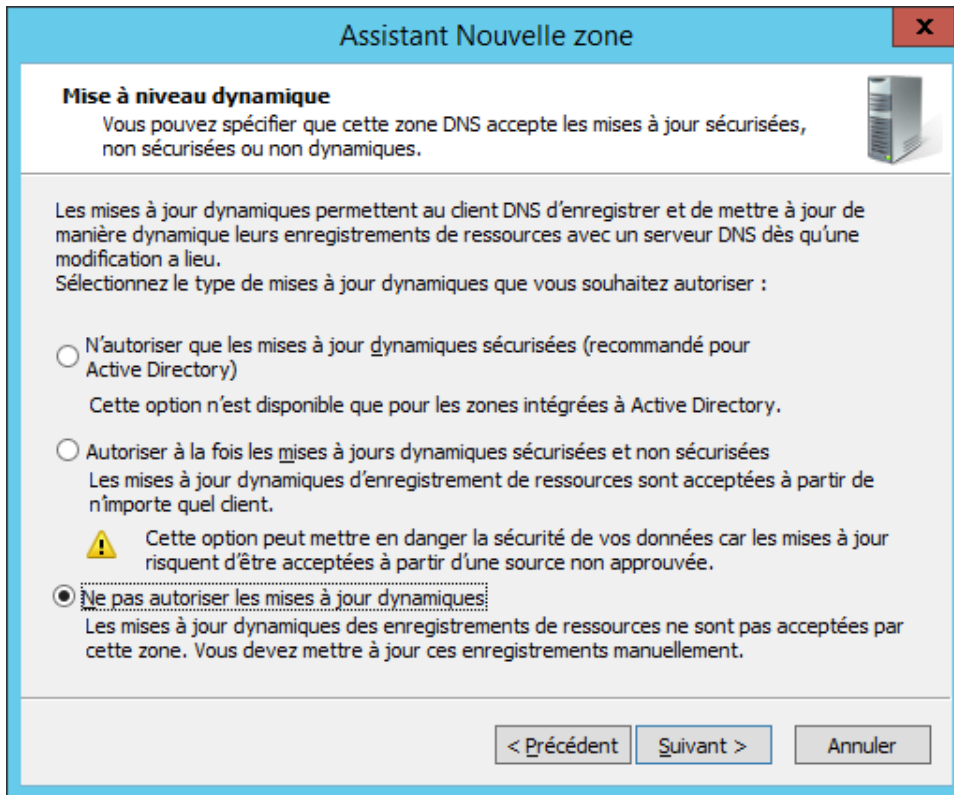 Assistant Nouvelle zone
x
Mise à niveau dynamique
Vous pouvez spécifier que cette zone DNS accepte les mises à jour sécurisées,
non sécurisées ou non dynamiques.
Les mises à jour dynamiques permettent au client DNS d'enregistrer et de mettre à jour de
manière dynamique leurs enregistrements de ressources avec un serveur DNS dès qu'une
modification a lieu.
Sélectionnez le type de mises à jour dynamiques que vous souhaitez autoriser :
N'autoriser que les mises à jour dynamiques sécurisées (recommandé pour
Active Directory)
Cette option n'est disponible que pour les zones intégrées à Active Directory.
Autoriser à la fois les mises à jours dynamiques sécurisées et non sécurisées
Les mises à jour dynamiques d'enregistrement de ressources sont acceptées à partir de
n'importe quel client.
Cette option peut mettre en danger la sécurité de vos données car les mises à jour
risquent d'être acceptées à partir d'une source non approuvée.
Ne pas autoriser les mises à jour dynamiques
Les mises à jour dynamiques des enregistrements de ressources ne sont pas acceptées par
cette zone. Vous devez mettre à jour ces enregistrements manuellement.
< Précédent
Suivant >
Annuler